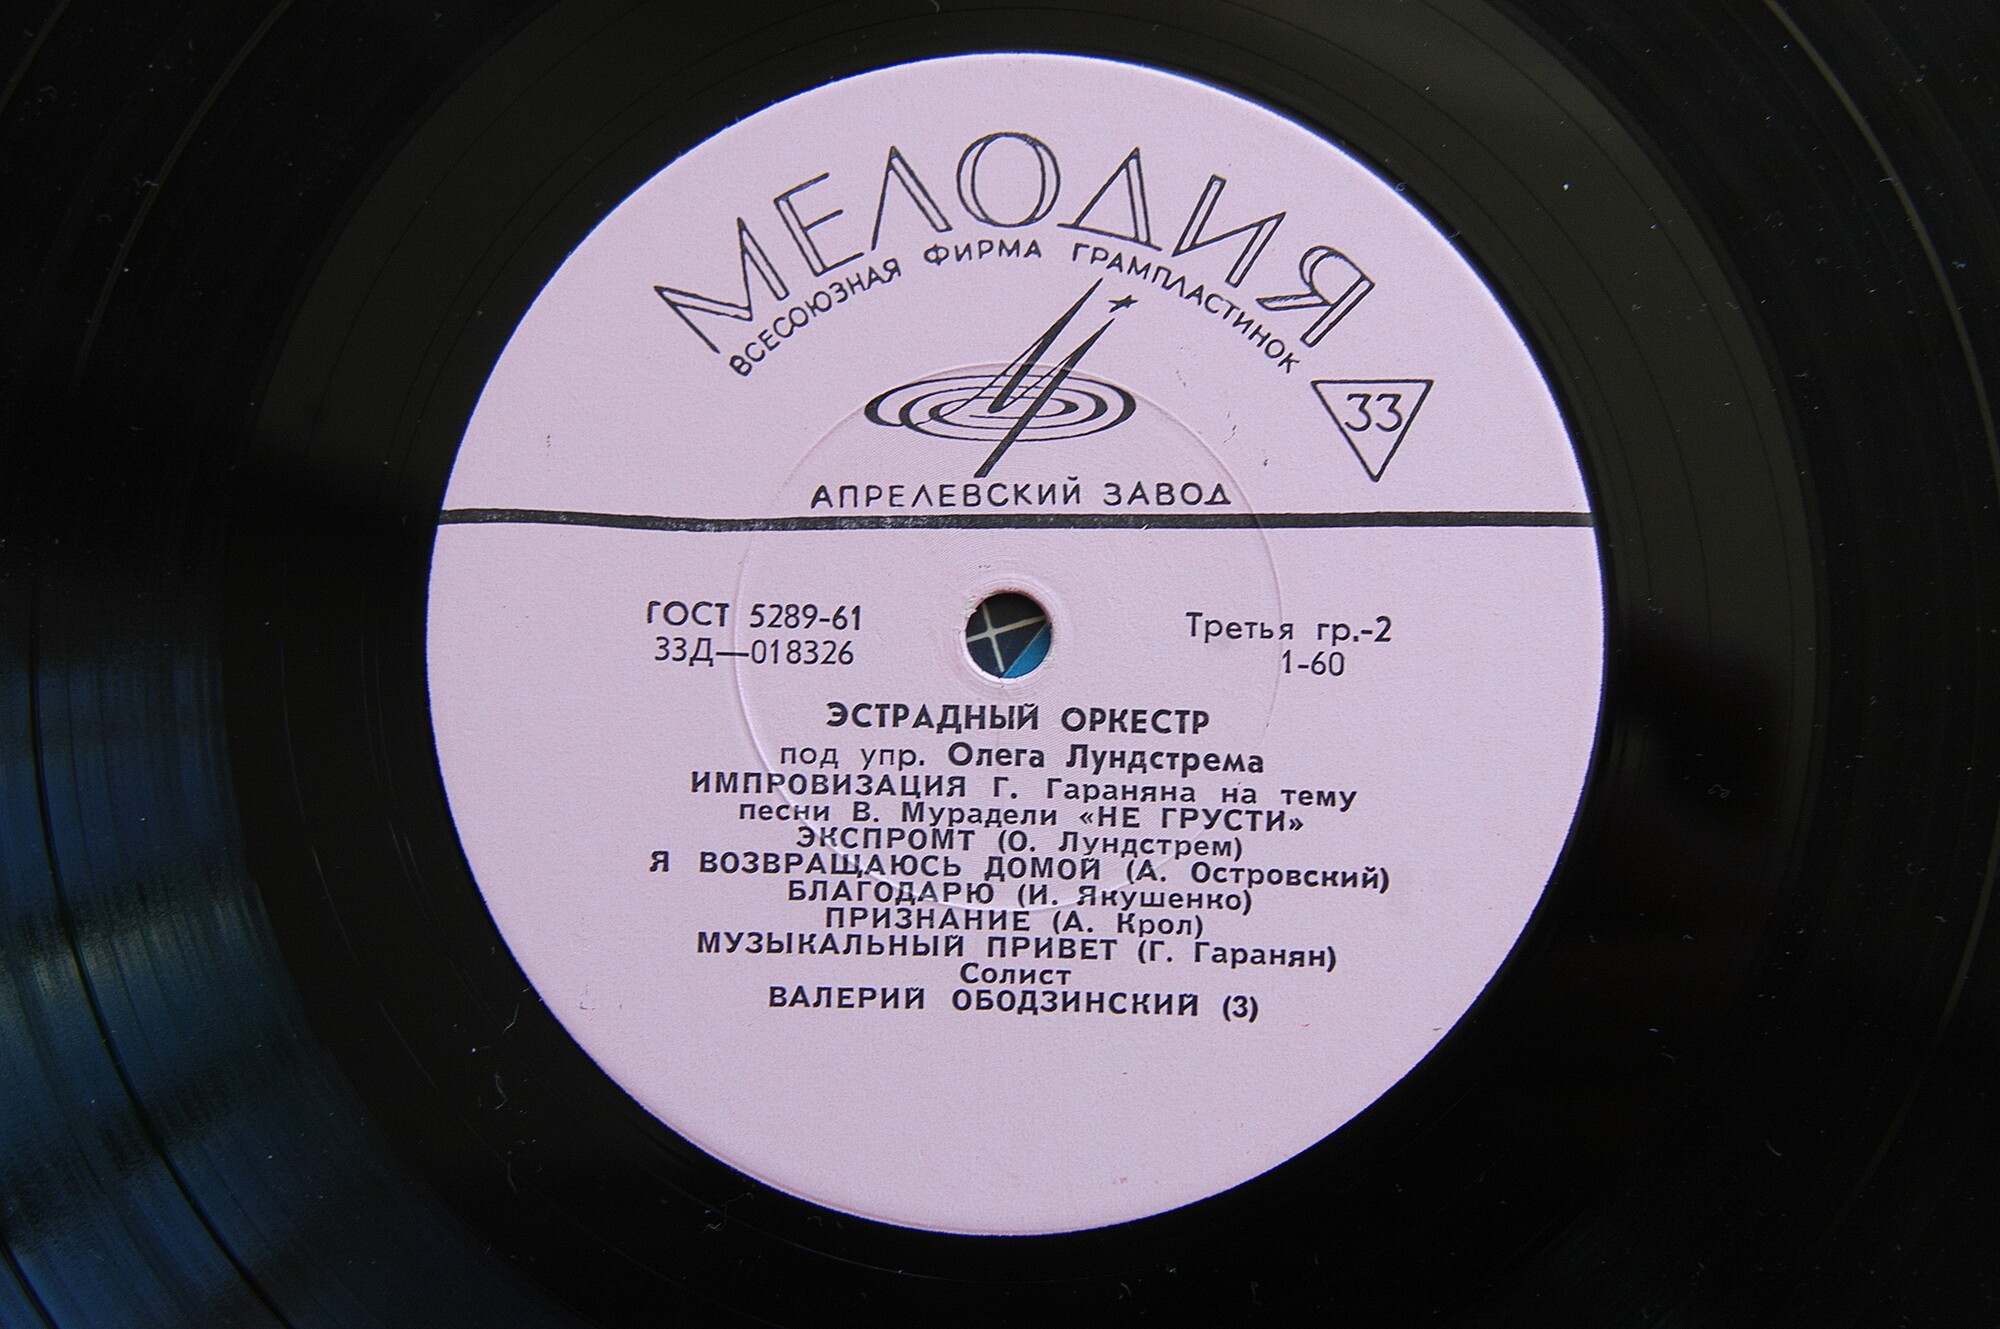 МЕЛОДИЯ
ВСЕСОЮЗНАЯ ФИРМА ГРАМПЛАСТИНОК
33
АПРЕЛЕВСКИЙ ЗАВОД
ГОСТ 5289-61
33Д—018326
Третья гр.-2
1-60
ЭСТРАДНЫЙ ОРКЕСТР
под упр. Олега Лундстрема
ИМПРОВИЗАЦИЯ Г. Гараняна на тему
песни В. Мурадели «НЕ ГРУСТИ»
ЭКСПРОМТ (О. Лундстрем)
Я ВОЗВРАЩАЮСЬ ДОМОЙ (А. Островский)
БЛАГОДАРЮ (И. Якушенко)
ПРИЗНАНИЕ (А. Крол)
МУЗЫКАЛЬНЫЙ ПРИВЕТ (Г. Гаранян)
Солист
ВАЛЕРИЙ ОБОДЗИНСКИЙ (3)